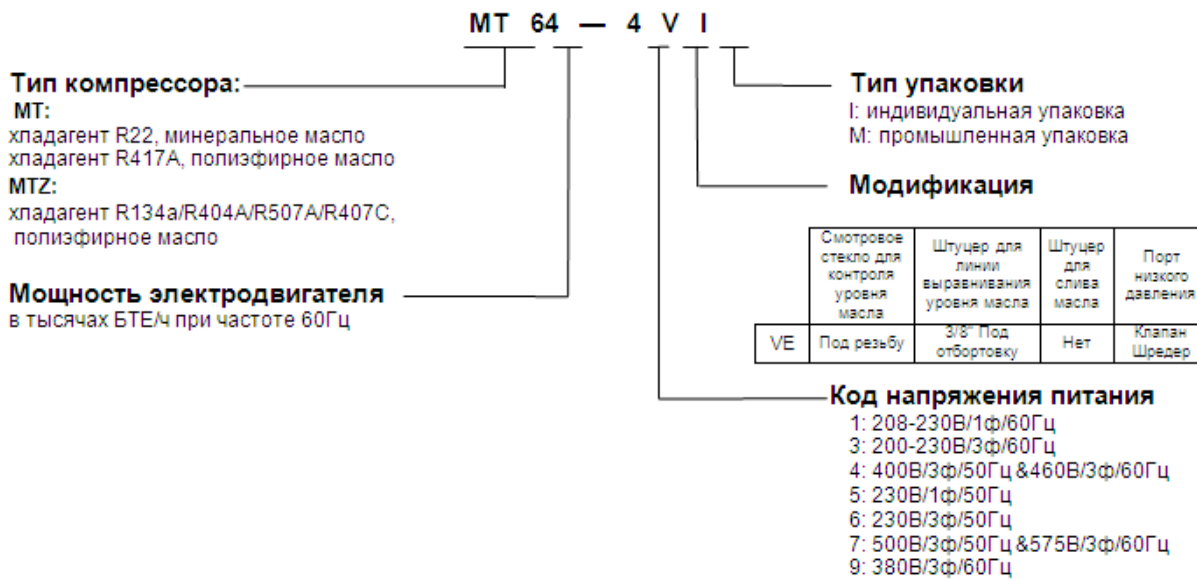 MT 64 — 4 V I
Тип компрессора:
MT:
хладагент R22, минеральное масло
хладагент R417A, полиэфирное масло
MTZ:
хладагент R134a/R404A/R507A/R407C,
полиэфирное масло
Мощность электродвигателя
в тысячах БТЕ/ч при частоте 60Гц
Тип упаковки
I: индивидуальная упаковка
M: промышленная упаковка
Модификация
Смотровое
стекло для
контроля
уровня
масла
Штуцер для
линии
выравнивания
уровня масла
Штуцер
для
слива
масла
Порт
низкого
давления
VE
Под резьбу
3/8" Под
отбортовку
Нет
Клапан
Шредер
Код напряжения питания
1: 208-230В/1ф/60Гц
3: 200-230В/3ф/60Гц
4: 400В/3ф/50Гц &460В/3ф/60Гц
5: 230В/1ф/50Гц
6: 230В/3ф/50Гц
7: 500В/3ф/50Гц &575В/3ф/60Гц
9: 380В/3ф/60Гц